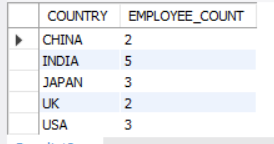 COUNTRY EMPLOYEE_COUNT
CHINA 2
INDIA 5
JAPAN 3
UK 2
USA 3